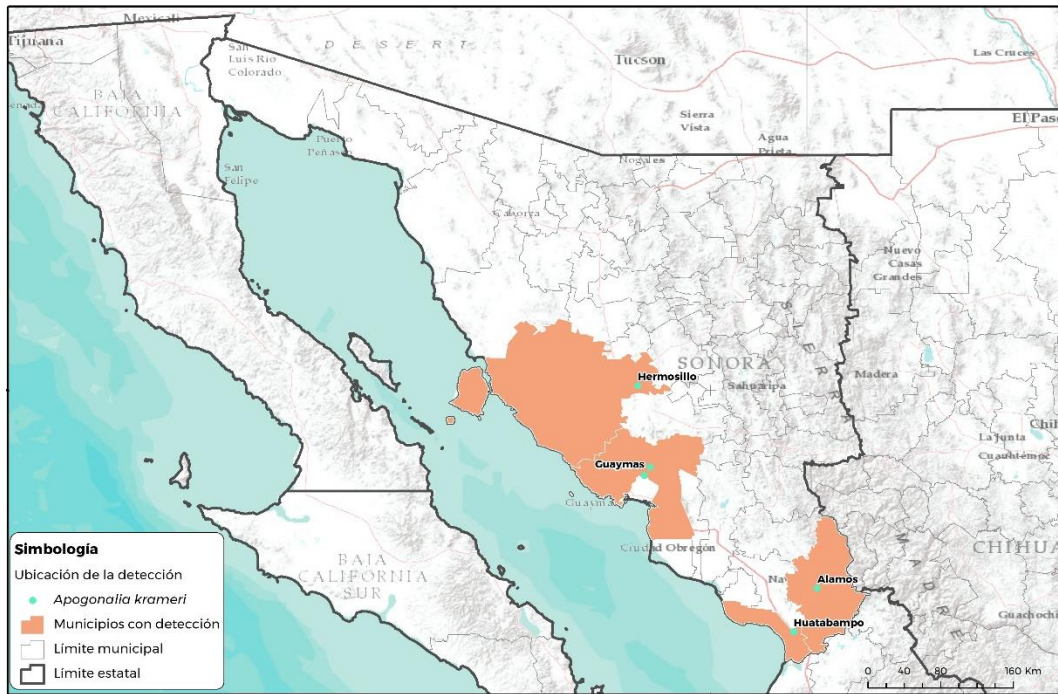 Mexicali
Tijuana
San
Luis Río
Colorado
DESERT
Tucson
Las Cruces
BAJA
CALIFORNIA
Sierra
Vista
Agua
Prieta
El Paso
Puerto
Peñasco
Nogales
San
Felipe
Caborca
Nuevo
Casas
Grandes
SIERRA
SONORA
Hermosillo
Sahuaripa
Madera
La Junta
Cuauhtémoc
Guaymas
Guaymas
Ciudad Obregón
MADRE
CHIHUA
BAJA
CALIFORNIA
SUR
Na
Alamos
Huatabampo
Guachochi
Simbología
Ubicación de la detección
Apogonalia krameri
Municipios con detección
Límite municipal
Límite estatal
0 40 80 160 Km